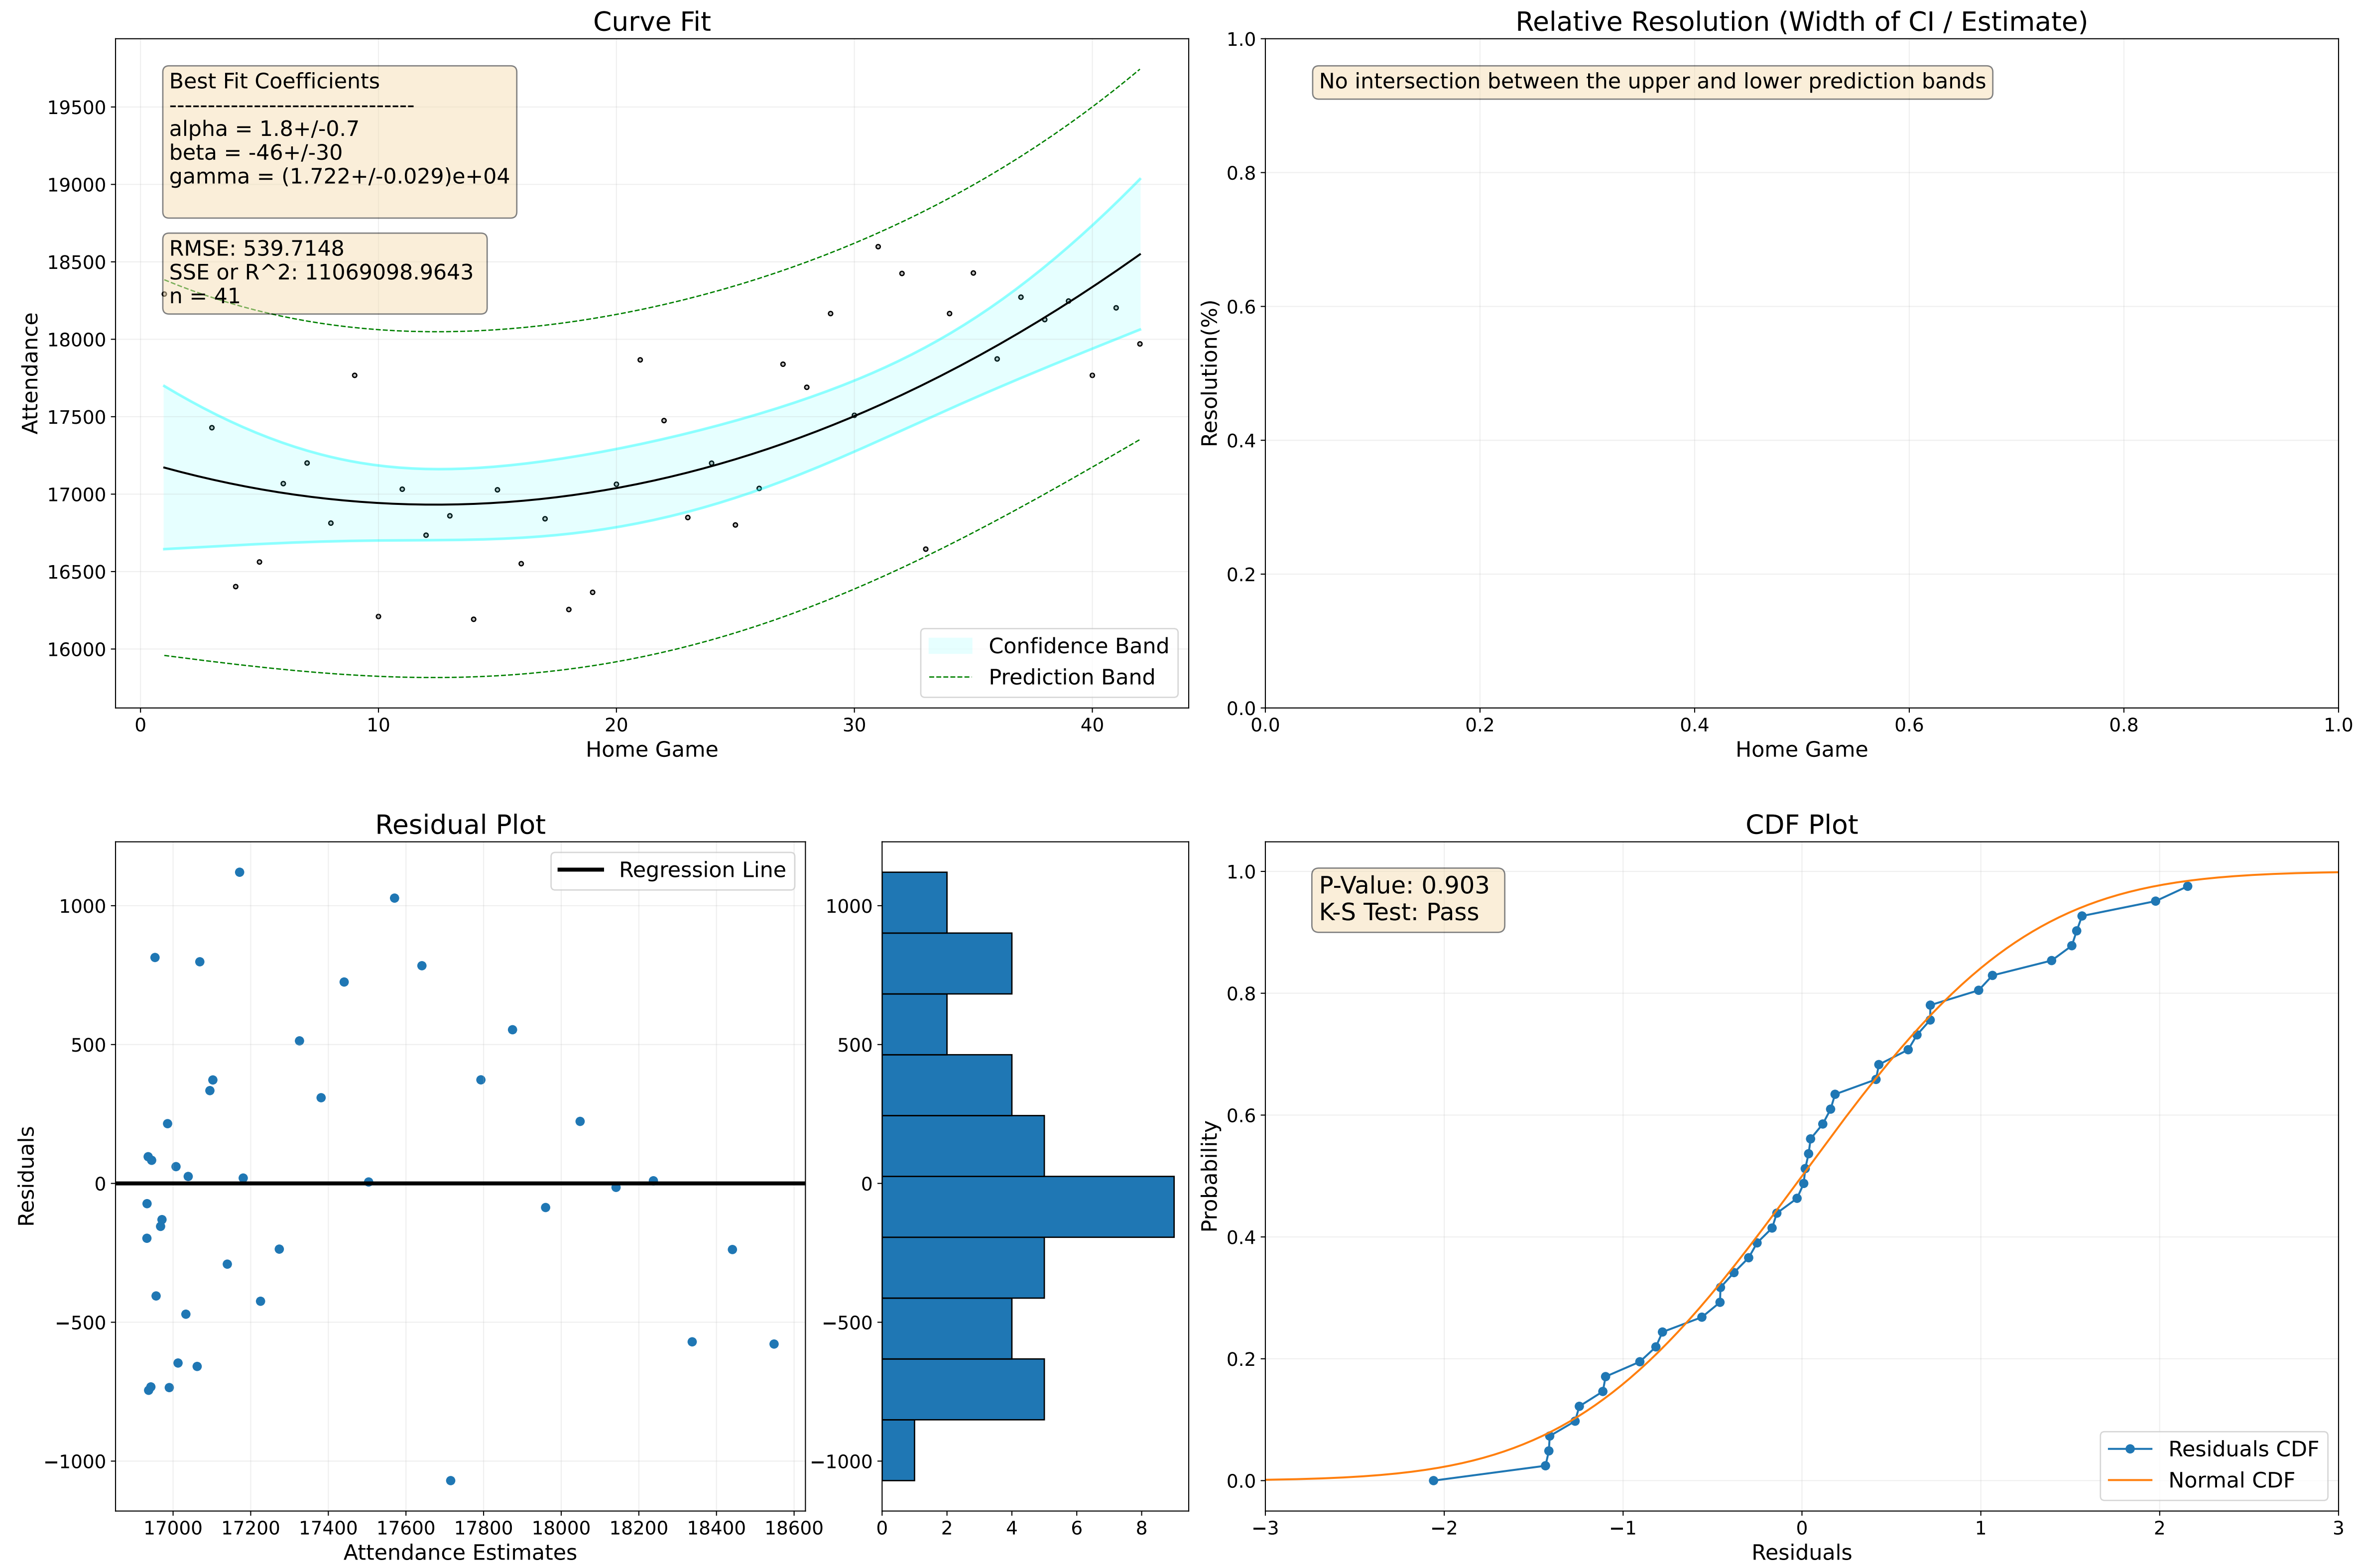 Curve Fit
Best Fit Coefficients
----------------------------
alpha = 1.8+/-0.7
beta = -46+/-30
gamma = (1.722+/-0.029)e+04
RMSE: 539.7148
SSE or R^2: 11069098.9643
n = 41
Attendance
19500
19000
18500
18000
17500
17000
16500
16000
0 10 20 30 40
Home Game
Confidence Band
Prediction Band
Relative Resolution (Width of CI / Estimate)
No intersection between the upper and lower prediction bands
Resolution(%)
1.0
0.8
0.6
0.4
0.2
0.0
0.0 0.2 0.4 0.6 0.8 1.0
Home Game
Residual Plot
Regression Line
Residuals
1000
500
0
−500
−1000
17000 17200 17400 17600 17800 18000 18200 18400 18600
Attendance Estimates
1000
500
0
−500
−1000
0 2 4 6 8
CDF Plot
P-Value: 0.903
K-S Test: Pass
Probability
1.0
0.8
0.6
0.4
0.2
0.0
−3 −2 −1 0 1 2 3
Residuals
Residuals CDF
Normal CDF